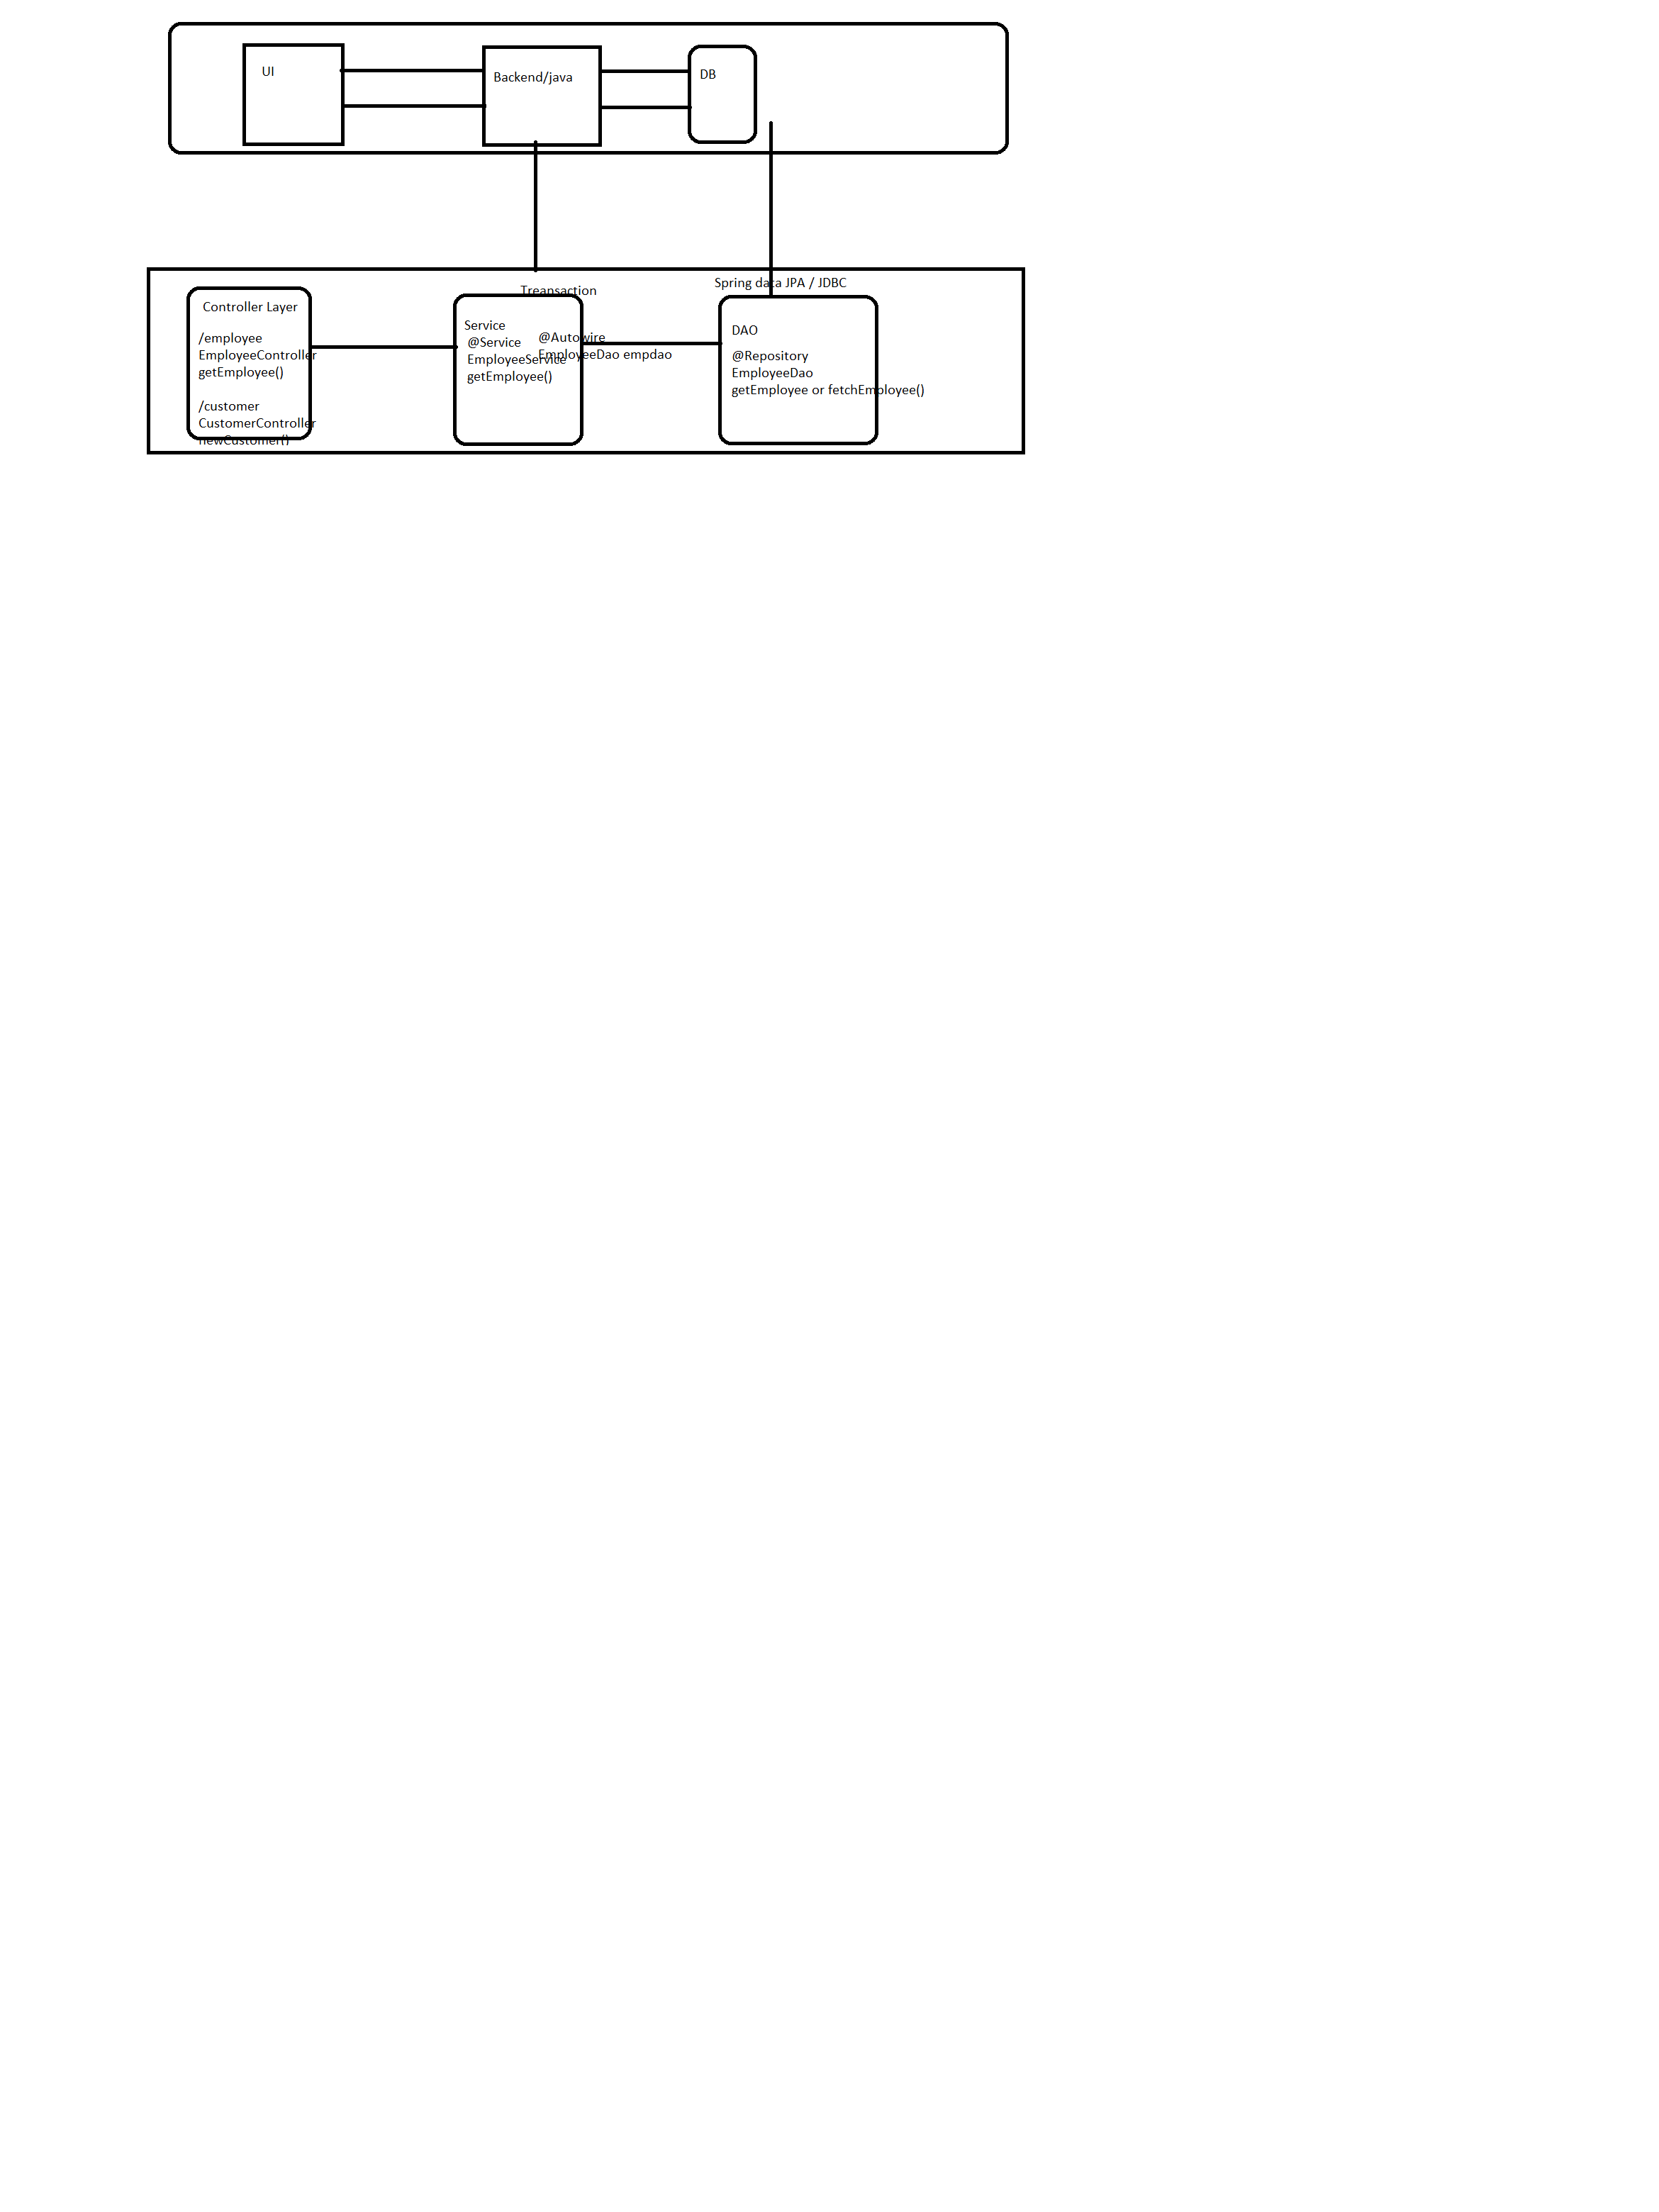 UI
Backend/java
DB
Treansaction
Spring data JPA / JDBC
Controller Layer
/employee
EmployeeController
getEmployee()
/customer
CustomerController
newCustomer()
Service
@Service
EmployeeService
getEmployee()
@Autowire
EmployeeDao empdao
DAO
@Repository
EmployeeDao
getEmployee or fetchEmployee()